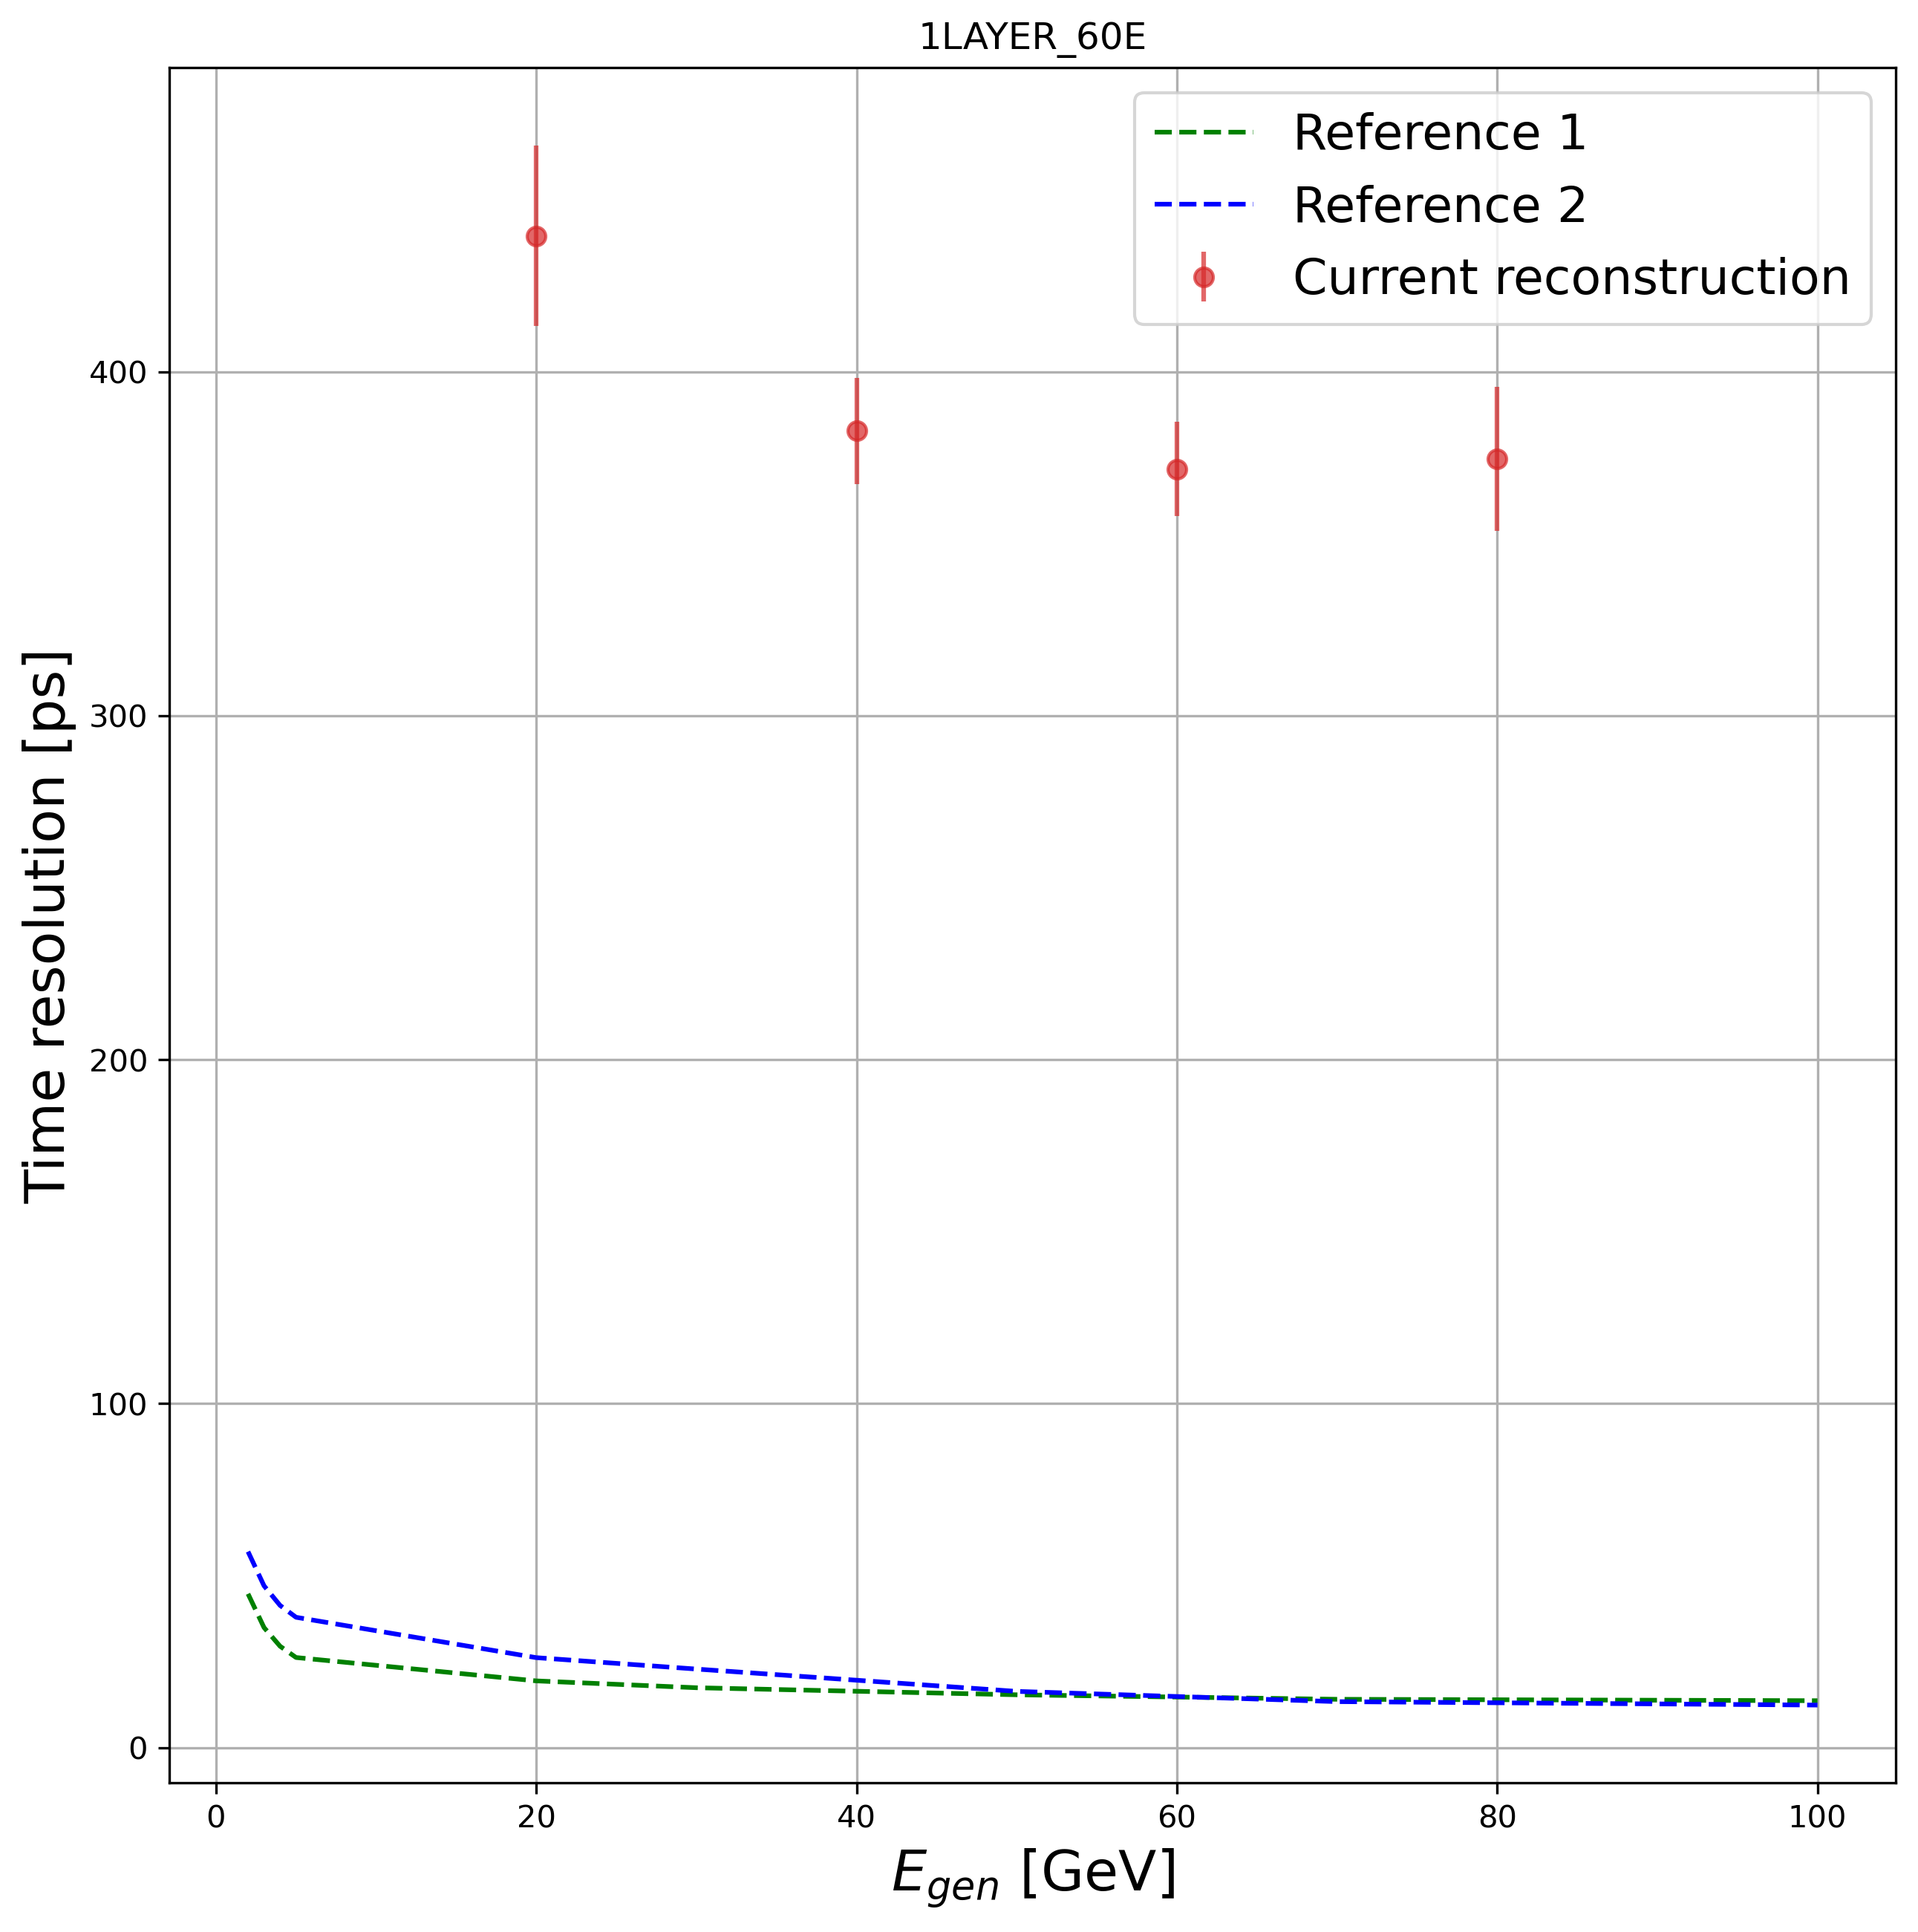 1LAYER_60E
Reference 1
Reference 2
Current reconstruction
Time resolution [ps]
400
300
200
100
0
0 20 40 60 80 100
E_gen [GeV]